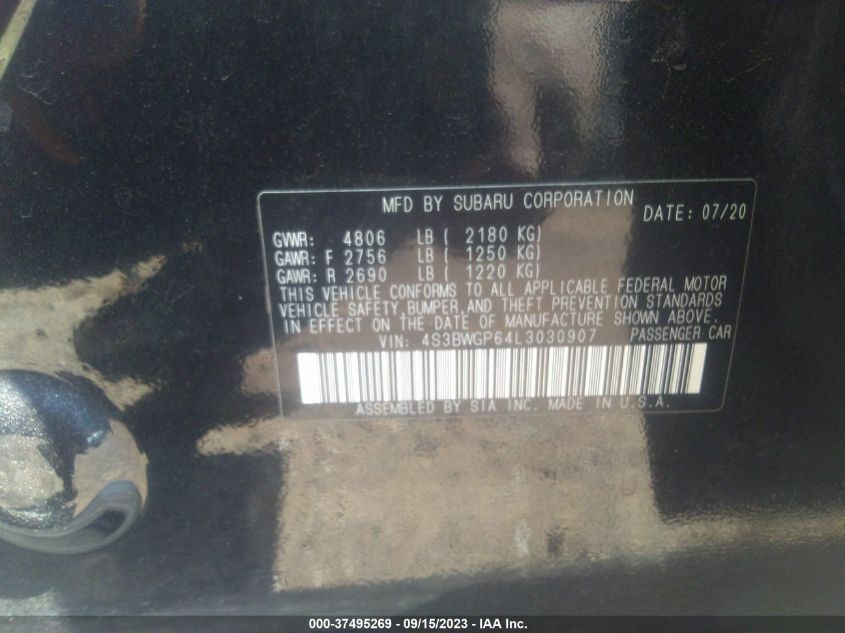 MFD BY SUBARU CORPORATION
DATE: 07/20
GVWR: 4806 LB ( 2180 KG)
GAWR: F 2756 LB ( 1250 KG)
GAWR: R 2690 LB ( 1220 KG)
THIS VEHICLE CONFORMS TO ALL APPLICABLE FEDERAL MOTOR
VEHICLE SAFETY,BUMPER,AND THEFT PREVENTION STANDARDS
IN EFFECT ON THE DATE OF MANUFACTURE SHOWN ABOVE.
VIN: 4S3BWGP64L3030907 PASSENGER CAR
ASSEMBLED BY SIA INC. MADE IN U.S.A.
000-37495269 - 09/15/2023 - IAA Inc.